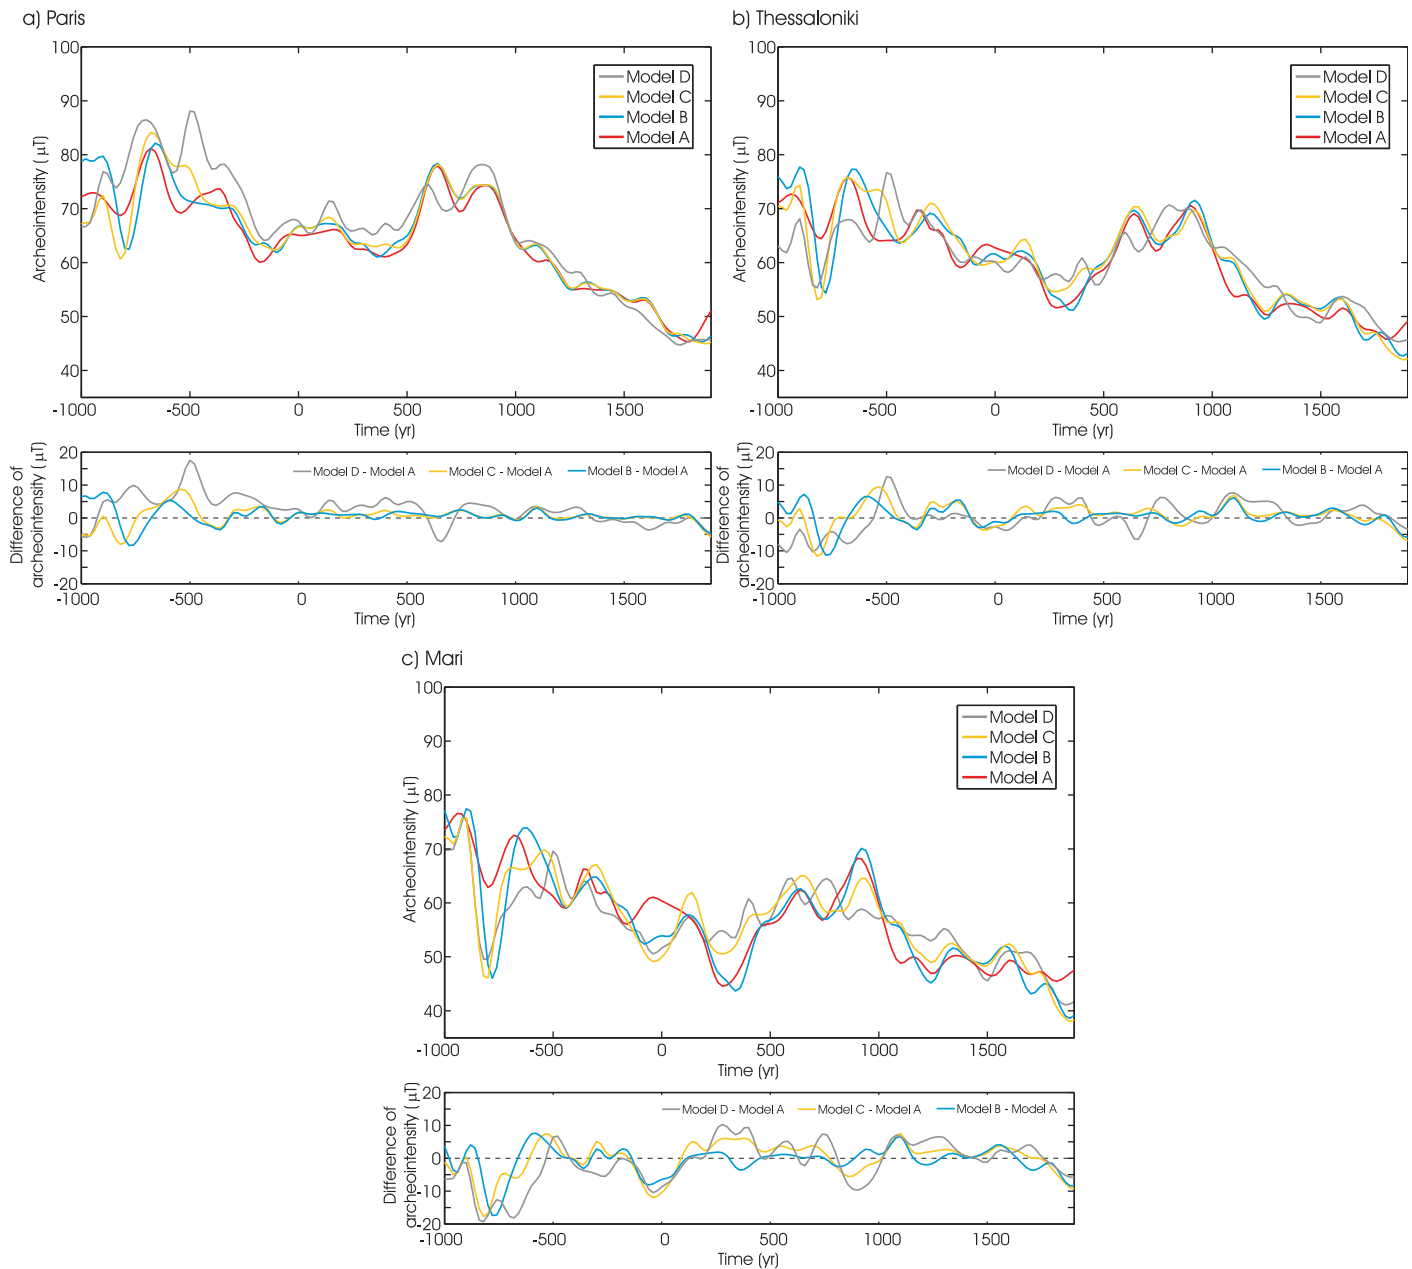 a) Paris
100
90
80
70
60
50
40
Archeointensity ( μT)
Model D
Model C
Model B
Model A
-1000 -500 0 500 1000 1500
Time (yr)
20
10
0
-10
-20
Difference of
archeointensity (μT)
Model D - Model A Model C - Model A Model B - Model A
-1000 -500 0 500 1000 1500
Time (yr)
b) Thessaloniki
100
90
80
70
60
50
40
Archeointensity ( μT)
Model D
Model C
Model B
Model A
-1000 -500 0 500 1000 1500
Time (yr)
20
10
0
-10
-20
Difference of
archeointensity (μT)
Model D - Model A Model C - Model A Model B - Model A
-1000 -500 0 500 1000 1500
Time (yr)
c) Mari
100
90
80
70
60
50
40
Archeointensity ( μT)
Model D
Model C
Model B
Model A
-1000 -500 0 500 1000 1500
Time (yr)
20
10
0
-10
-20
Difference of
archeointensity (μT)
Model D - Model A Model C - Model A Model B - Model A
-1000 -500 0 500 1000 1500
Time (yr)